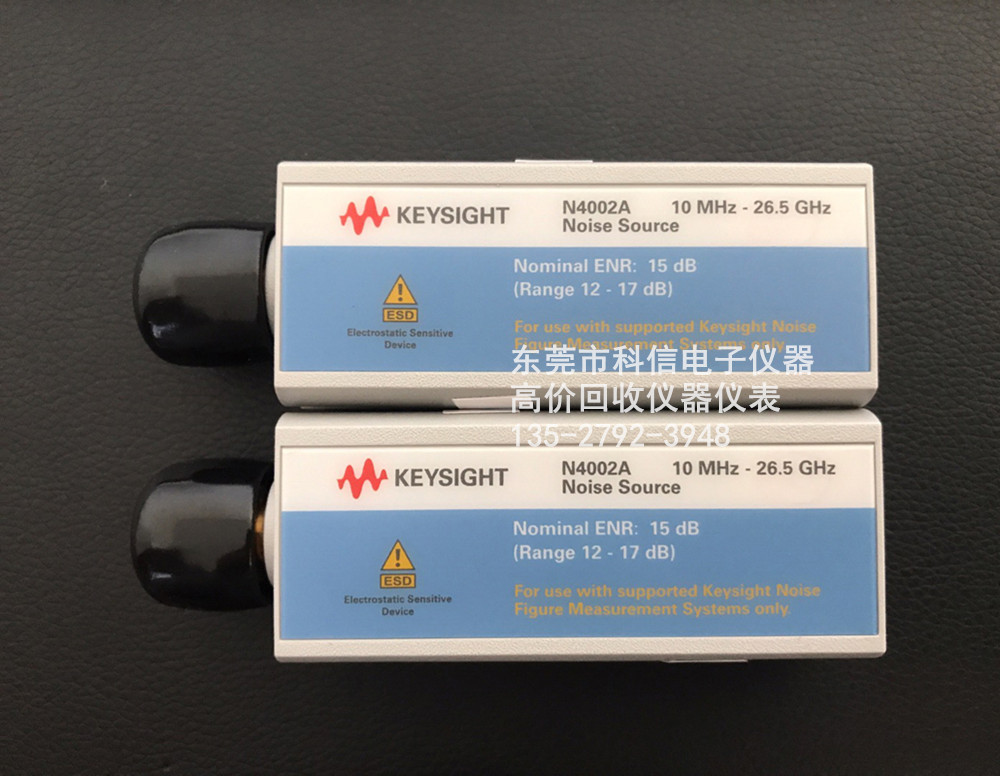 KEYSIGHT
N4002A 10 MHz - 26.5 GHz
Noise Source
Nominal ENR: 15 dB
(Range 12 - 17 dB)
ESD
Electrostatic Sensitive
Device
For use with supported Keysight Noise
Figure Measurement Systems only.
东莞市科信电子仪器
高价回收仪器仪表
135-2792-3948
KEYSIGHT
N4002A 10 MHz - 26.5 GHz
Noise Source
Nominal ENR: 15 dB
(Range 12 - 17 dB)
ESD
Electrostatic Sensitive
Device
For use with supported Keysight Noise
Figure Measurement Systems only.